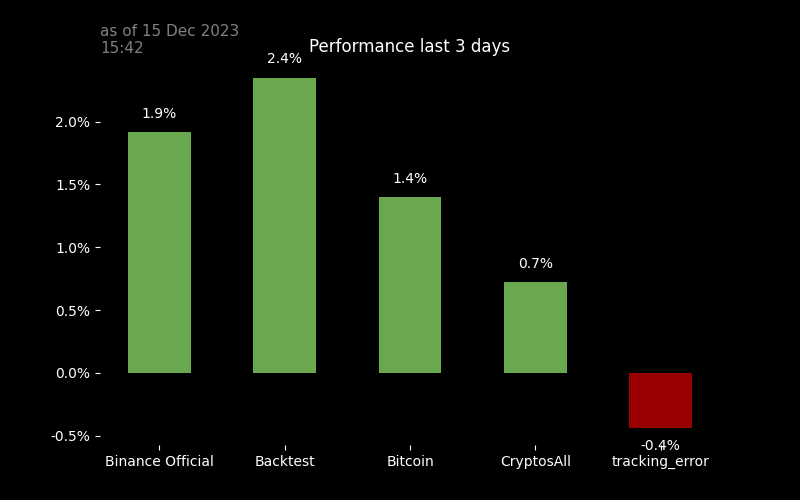 as of 15 Dec 2023
15:42
Performance last 3 days
2.4%
1.9%
1.4%
0.7%
-0.4%
2.0%
1.5%
1.0%
0.5%
0.0%
-0.5%
Binance Official
Backtest
Bitcoin
CryptosAll
tracking_error